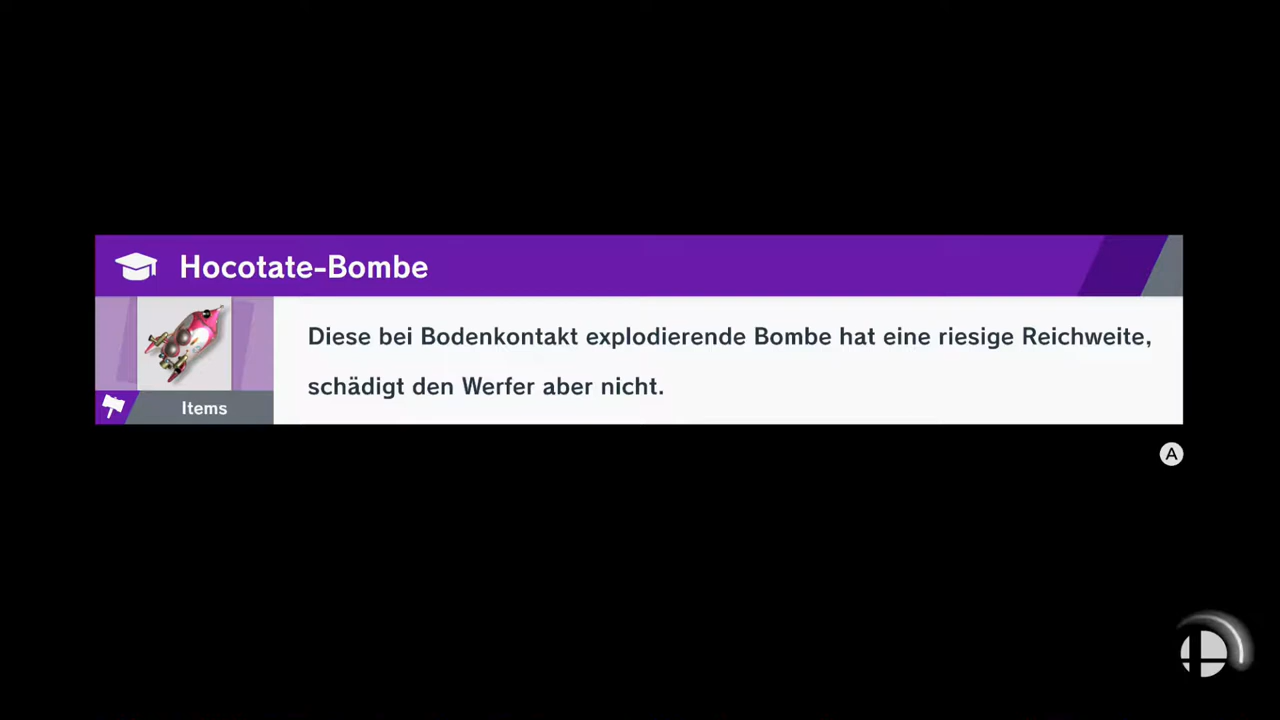 Hocotate-Bombe
Diese bei Bodenkontakt explodierende Bombe hat eine riesige Reichweite,
schädigt den Werfer aber nicht.
Items
A